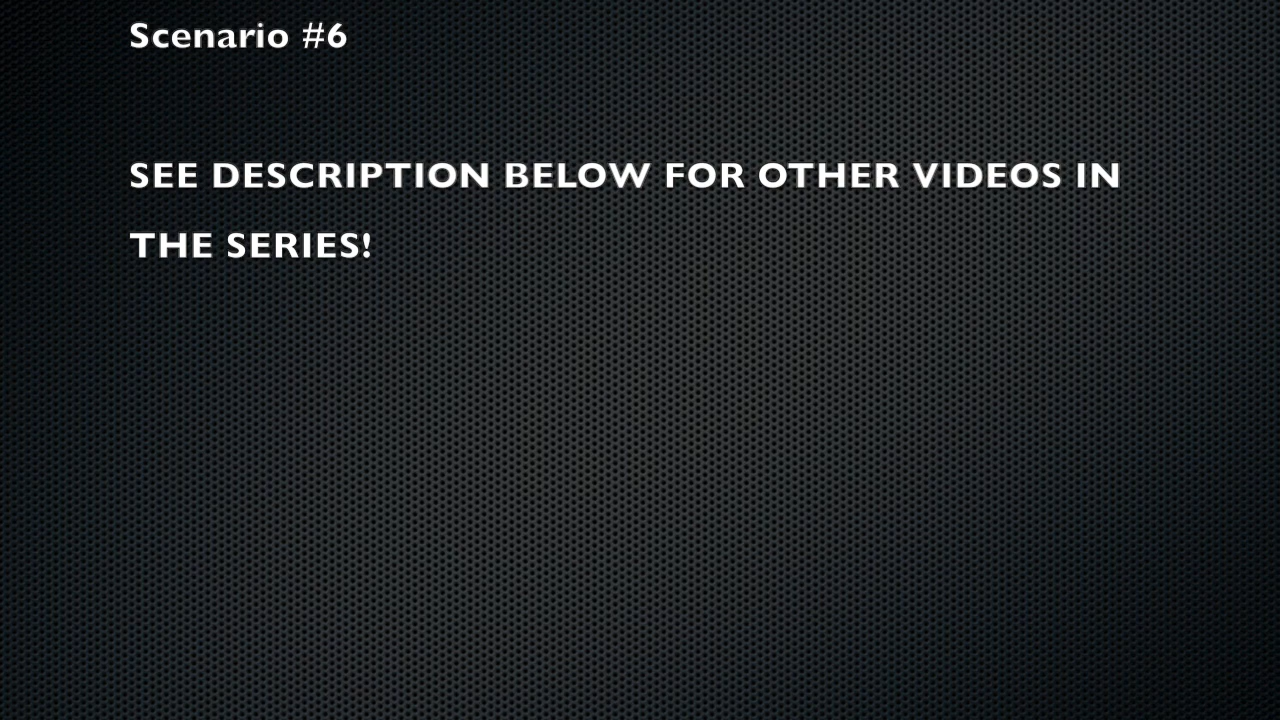 Scenario #6
SEE DESCRIPTION BELOW FOR OTHER VIDEOS IN
THE SERIES!